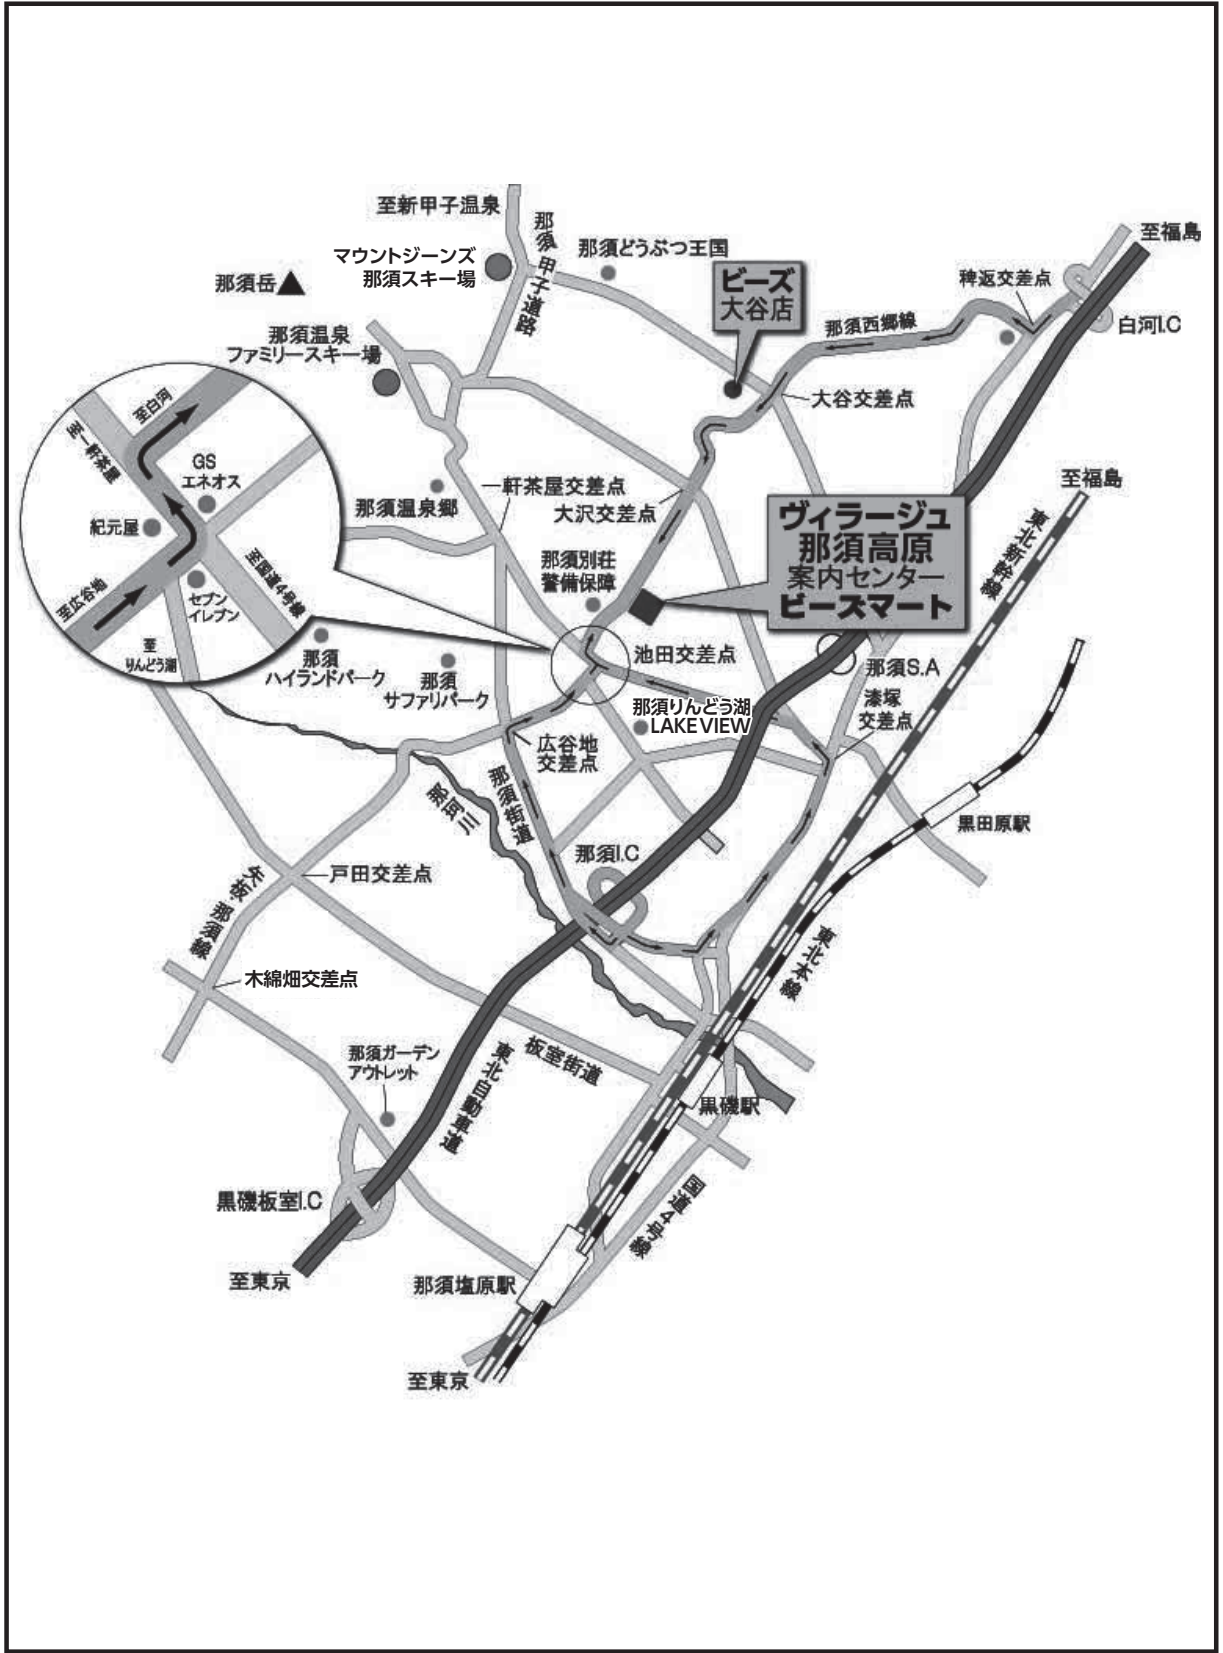 至新甲子温泉
那須甲子道路
マウントジーンズ
那須スキー場
那須どうぶつ王国
至福島
稗返交差点
白河I.C
那須岳
ビーズ
大谷店
那須西郷線
那須温泉
ファミリースキー場
大谷交差点
至白河
至一軒茶屋
GS
エネオス
紀元屋
至広谷地
セブン
イレブン
至国道4号線
至
りんどう湖
那須温泉郷
一軒茶屋交差点
大沢交差点
至福島
東北新幹線
ヴィラージュ
那須高原
案内センター
ビーズマート
那須別荘
警備保障
池田交差点
那須S.A
那須
ハイランドパーク
那須
サファリパーク
那須りんどう湖
LAKE VIEW
漆塚
交差点
広谷地
交差点
那須街道
那珂川
黒田原駅
那須I.C
戸田交差点
矢板・那須線
東北本線
木綿畑交差点
那須ガーデン
アウトレット
東北自動車道
板室街道
黒磯駅
黒磯板室I.C
国道4号線
至東京
那須塩原駅
至東京